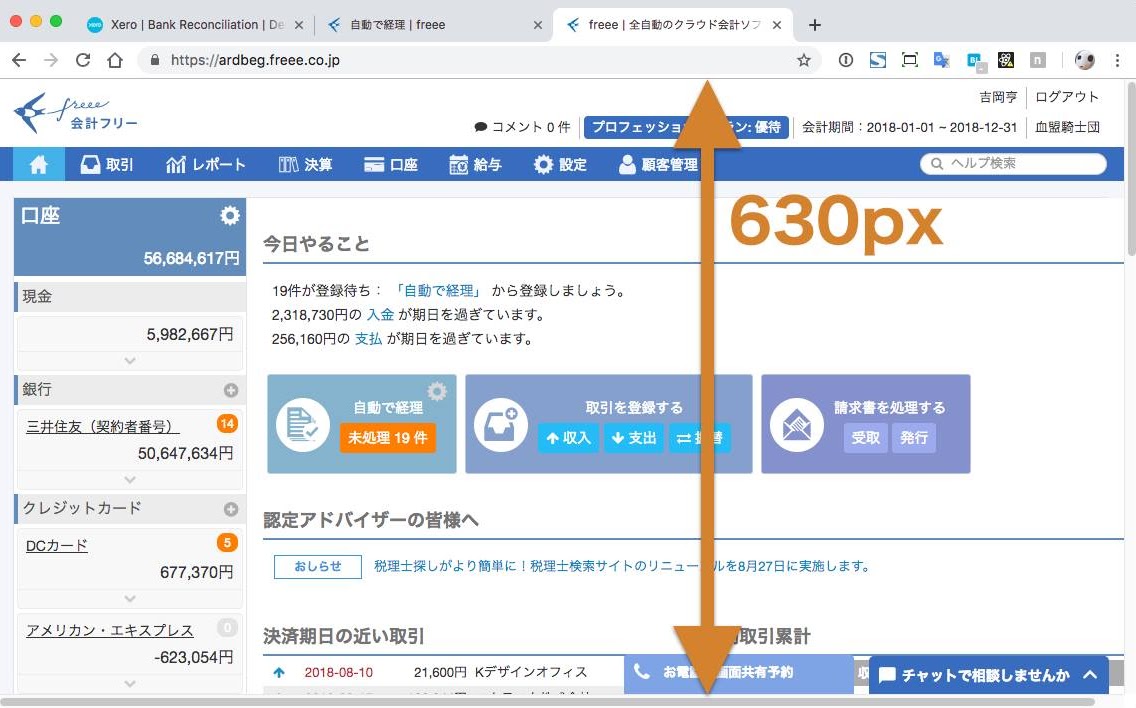 Xero | Bank Reconciliation | De
自動で経理 | freee
freee | 全自動のクラウド会計ソフ
https://ardbeg.freee.co.jp
freee
会計フリー
吉岡亨 ログアウト
コメント 0 件 プロフェッショ ン: 優待 会計期間：2018-01-01 ~ 2018-12-31 血盟騎士団
取引 レポート 決算 口座 給与 設定 顧客管理 ヘルプ検索
630px
口座
56,684,617円
現金
5,982,667円
銀行
三井住友（契約者番号） 14
50,647,634円
クレジットカード
DCカード 5
677,370円
アメリカン・エキスプレス 0
-623,054円
今日やること
19件が登録待ち： 「自動で経理」 から登録しましょう。
2,318,730円の 入金 が期日を過ぎています。
256,160円の 支払 が期日を過ぎています。
自動で経理
未処理 19 件
取引を登録する
収入 支出
請求書を処理する
受取 発行
認定アドバイザーの皆様へ
おしらせ 税理士探しがより簡単に！税理士検索サイトのリニュー ルを8月27日に実施します。
決済期日の近い取引
取引累計
2018-08-10 21,600円 Kデザインオフィス
お電 画面共有予約
収
チャットで相談しませんか